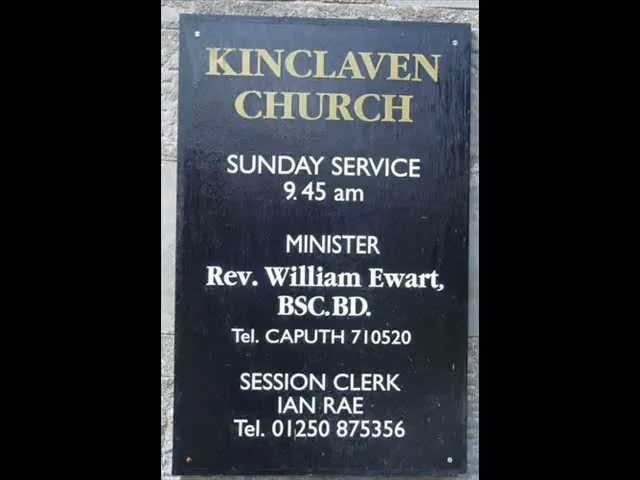 KINCLAVEN
CHURCH
SUNDAY SERVICE
9.45 am
MINISTER
Rev. William Ewart,
BSC.BD.
Tel. CAPUTH 710520
SESSION CLERK
IAN RAE
Tel. 01250 875356